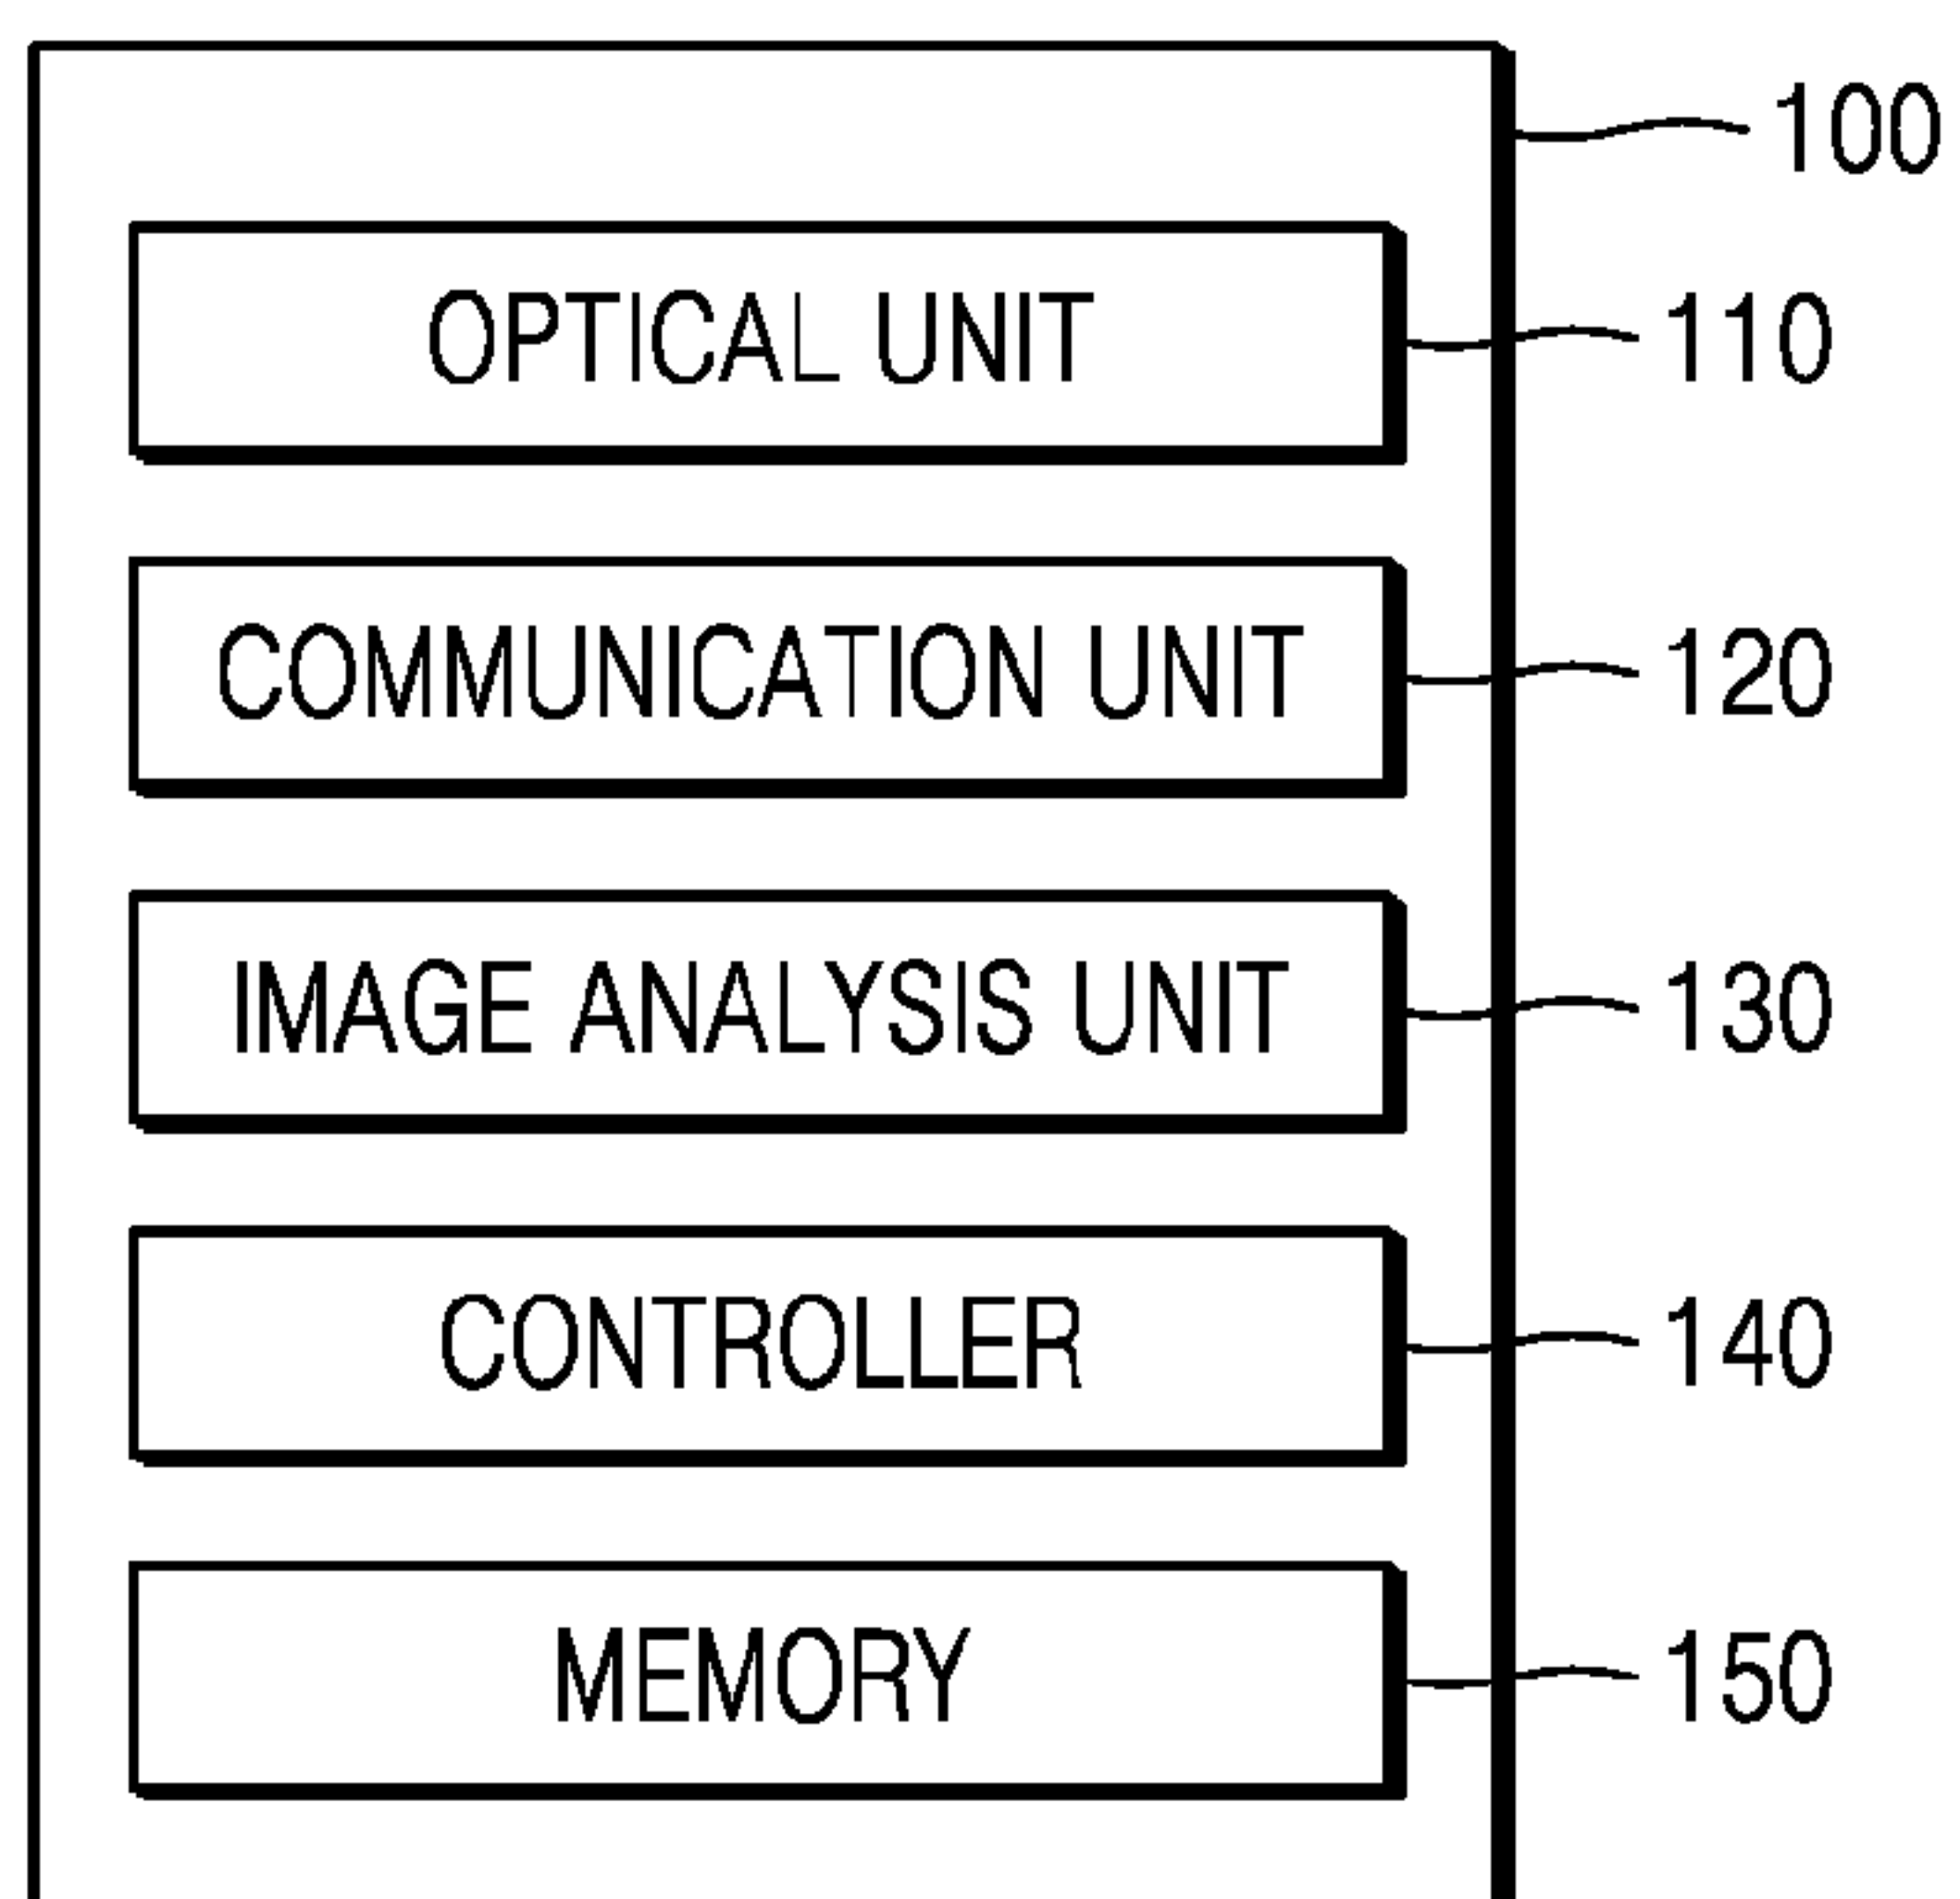 100
OPTICAL UNIT 110
COMMUNICATION UNIT 120
IMAGE ANALYSIS UNIT 130
CONTROLLER 140
MEMORY 150